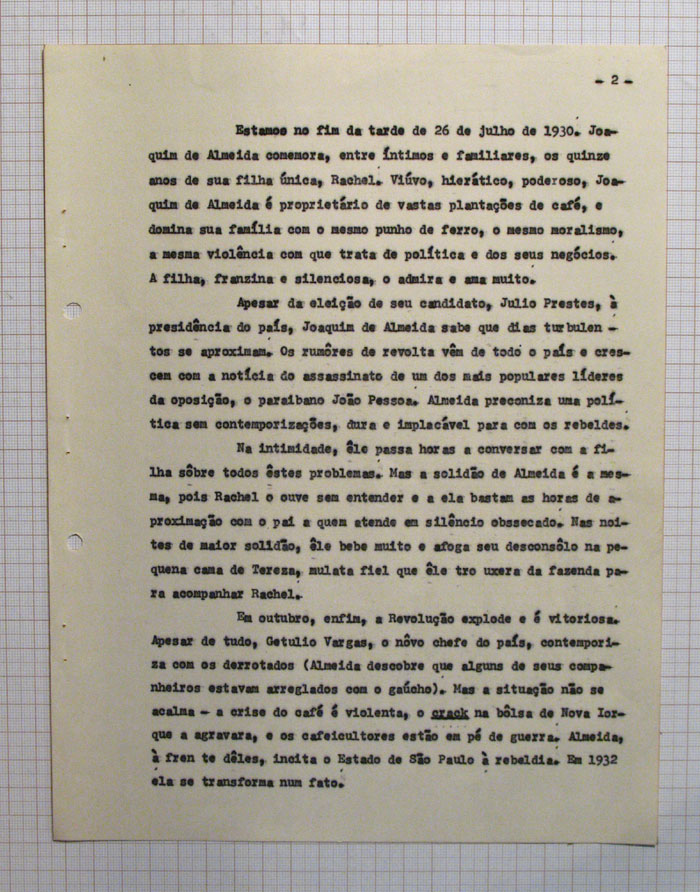 - 2 -
Estamos no fim da tarde de 26 de julho de 1930. Joa-
quim de Almeida comemora, entre íntimos e familiares, os quinze
anos de sua filha única, Rachel. Viúvo, hierático, poderoso, Joa-
quim de Almeida é proprietário de vastas plantações de café, e
domina sua família com o mesmo punho de ferro, o mesmo moralismo,
a mesma violência com que trata de política e dos seus negócios.
A filha, franzina e silenciosa, o admira e ama muito.
Apesar da eleição de seu candidato, Julio Prestes, à
presidência do país, Joaquim de Almeida sabe que dias turbulen -
tos se aproximam. Os rumôres de revolta vêm de todo o país e cres-
cem com a notícia do assassinato de um dos mais populares líderes
da oposição, o paraibano João Pessoa. Almeida preconiza uma polí-
tica sem contemporizações, dura e implacável para com os rebeldes.
Na intimidade, êle passa horas a conversar com a fi-
lha sôbre todos êstes problemas. Mas a solidão de Almeida é a mes-
ma, pois Rachel o ouve sem entender e a ela bastam as horas de a-
proximação com o pai a quem atende em silêncio obssecado. Nas noi-
tes de maior solidão, êle bebe muito e afoga seu desconsôlo na pe-
quena cama de Tereza, mulata fiel que êle tro uxera da fazenda pa-
ra acompanhar Rachel.
Em outubro, enfim, a Revolução explode e é vitoriosa.
Apesar de tudo, Getulio Vargas, o nôvo chefe do país, contempori-
za com os derrotados (Almeida descobre que alguns de seus compa-
nheiros estavam arreglados com o gaúcho). Mas a situação não se
acalma - a crise do café é violenta, o crack na bôlsa de Nova Ior-
que a agravara, e os cafeicultores estão em pé de guerra. Almeida,
à fren te dêles, incita o Estado de São Paulo à rebeldia. Em 1932
ela se transforma num fato.